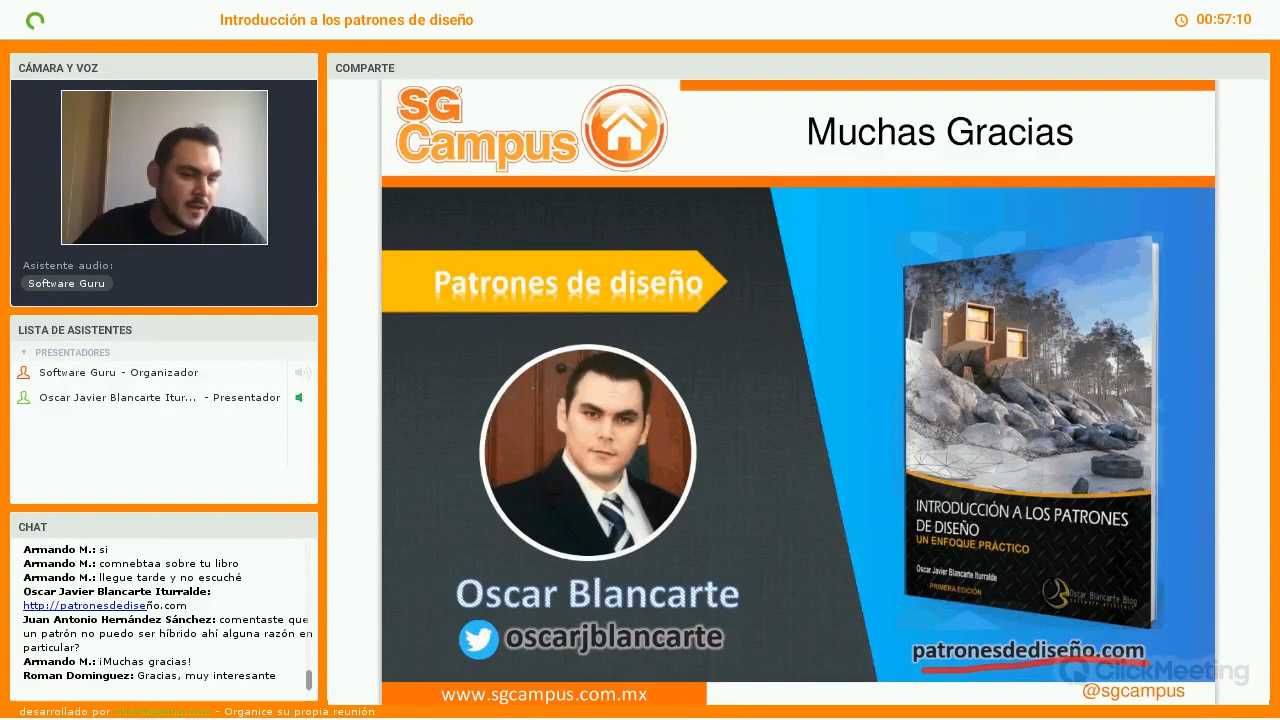 Introducción a los patrones de diseño
00:57:10
CÁMARA Y VOZ
Asistente audio:
Software Guru
LISTA DE ASISTENTES
PRESENTADORES
Software Guru - Organizador
Oscar Javier Blancarte Itur... - Presentador
CHAT
Armando M.: si
Armando M.: comnebtaa sobre tu libro
Armando M.: llegue tarde y no escuché
Oscar Javier Blancarte Iturralde:
http://patronesdediseño.com
Juan Antonio Hernández Sánchez: comentaste que
un patrón no puedo ser híbrido ahí alguna razón en
particular?
Armando M.: ¡Muchas gracias!
Roman Dominguez: Gracias, muy interesante
desarrollado por ClickMeeting.com - Organice su propia reunión
COMPARTE
SG
Campus
Muchas Gracias
Patrones de diseño
Oscar Blancarte
oscarjblancarte
INTRODUCCIÓN A LOS PATRONES
DE DISEÑO
UN ENFOQUE PRÁCTICO
Oscar Javier Blancarte Iturralde
PRIMERA EDICIÓN
Oscar Blancarte Blog
software architect
patronesdediseño.com
ClickMeeting
www.sgcampus.com.mx
@sgcampus